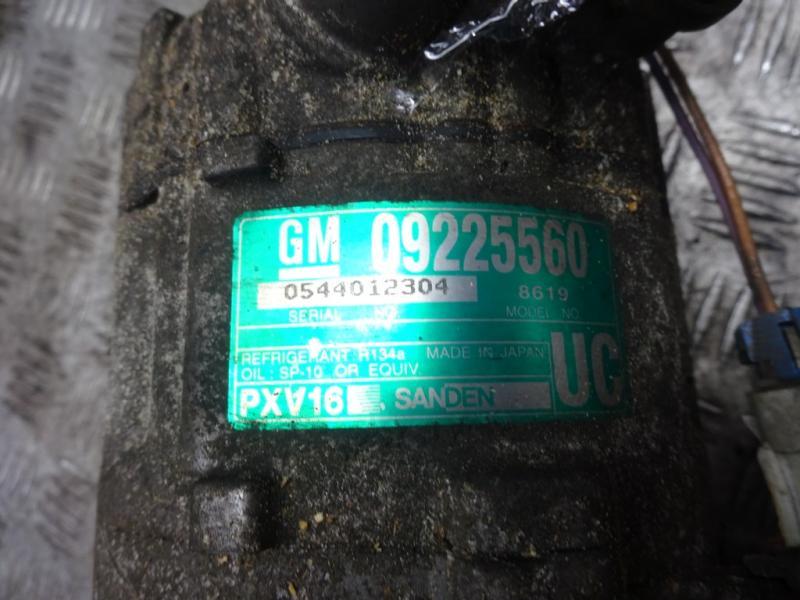 GM 09225560
0544012304 8619
SERIAL NO. MODEL NO.
REFRIGERANT : R134a MADE IN JAPAN
OIL : SP-10 OR EQUIV.
UC
PXV16 SANDEN